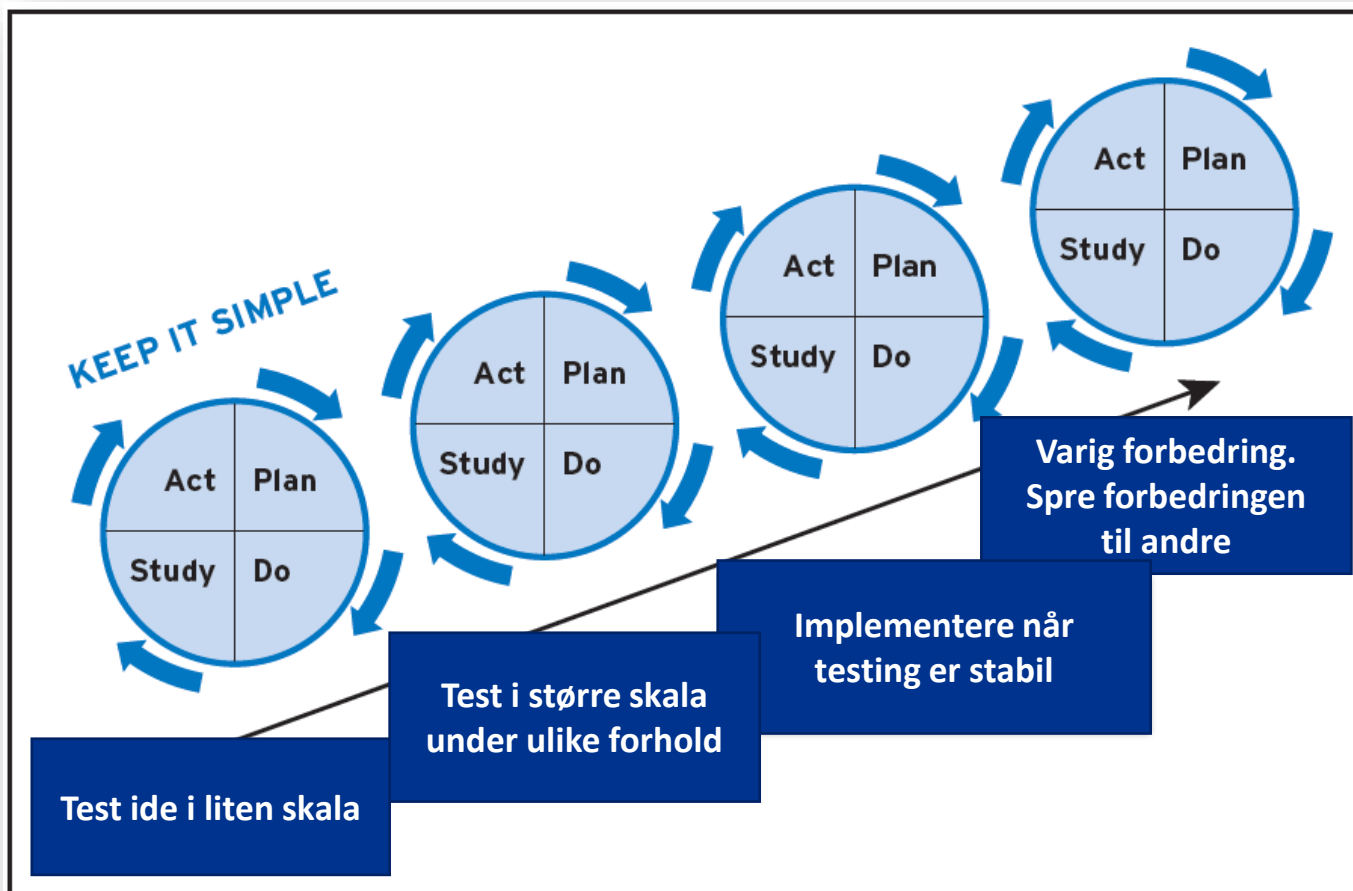 KEEP IT SIMPLE
Act Plan
Study Do
Act Plan
Study Do
Act Plan
Study Do
Act Plan
Study Do
Test ide i liten skala
Test i større skala
under ulike forhold
Implementere når
testing er stabil
Varig forbedring.
Spre forbedringen
til andre